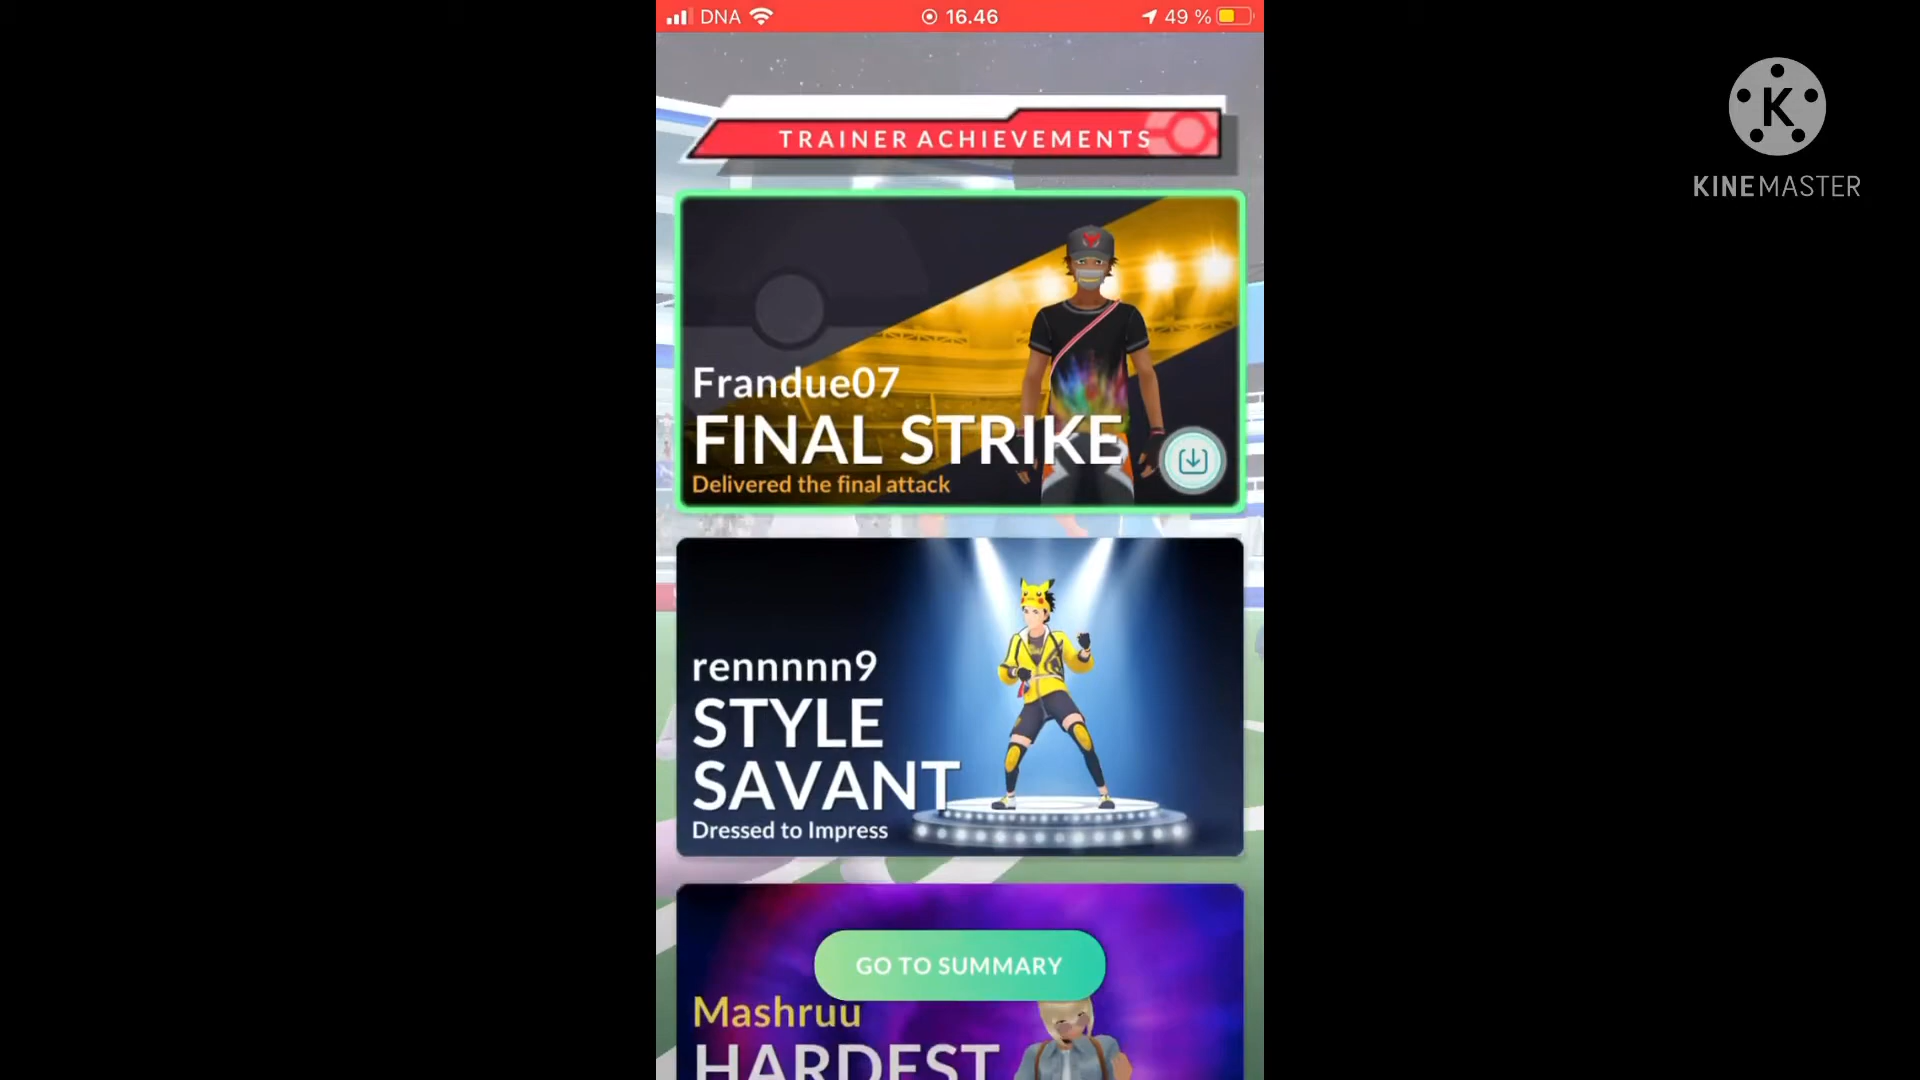 DNA 16.46 49 %
K
KINEMASTER
TRAINER ACHIEVEMENTS
Frandue07
FINAL STRIKE
Delivered the final attack
rennnnn9
STYLE
SAVANT
Dressed to Impress
GO TO SUMMARY
Mashruu
HARDEST